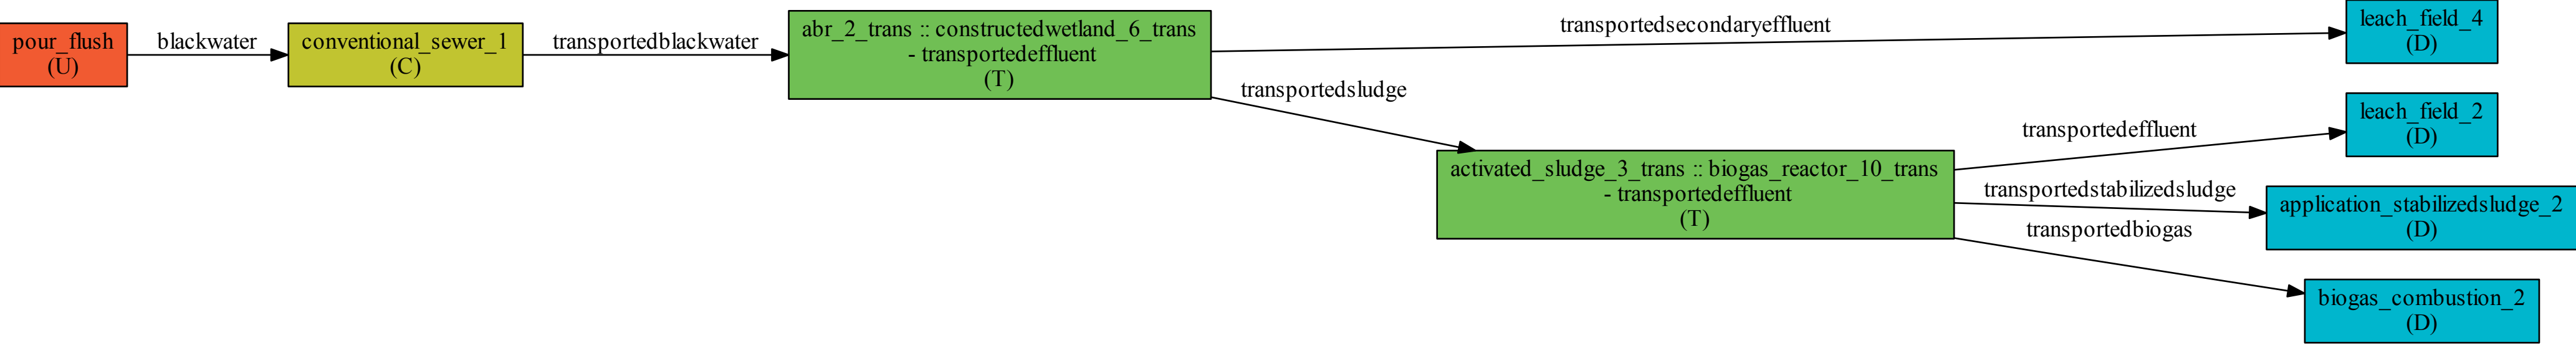 pour_flush
(U)
blackwater
conventional_sewer_1
(C)
transportedblackwater
abr_2_trans :: constructedwetland_6_trans
- transportedeffluent
(T)
transportedsecondaryeffluent
leach_field_4
(D)
transportedsludge
activated_sludge_3_trans :: biogas_reactor_10_trans
- transportedeffluent
(T)
transportedeffluent
leach_field_2
(D)
transportedstabilizedsludge
application_stabilizedsludge_2
(D)
transportedbiogas
biogas_combustion_2
(D)